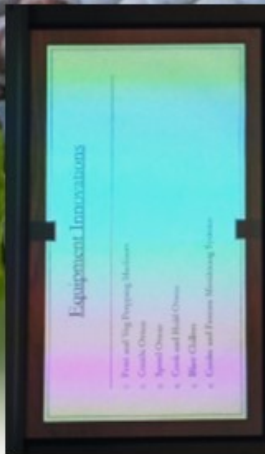 Equipment Innovations
Fruit and Veg Prepping Machines
Combi Ovens
Speed Ovens
Cook and Hold Ovens
Blast Chillers
Cooler and Freezer Monitoring Systems